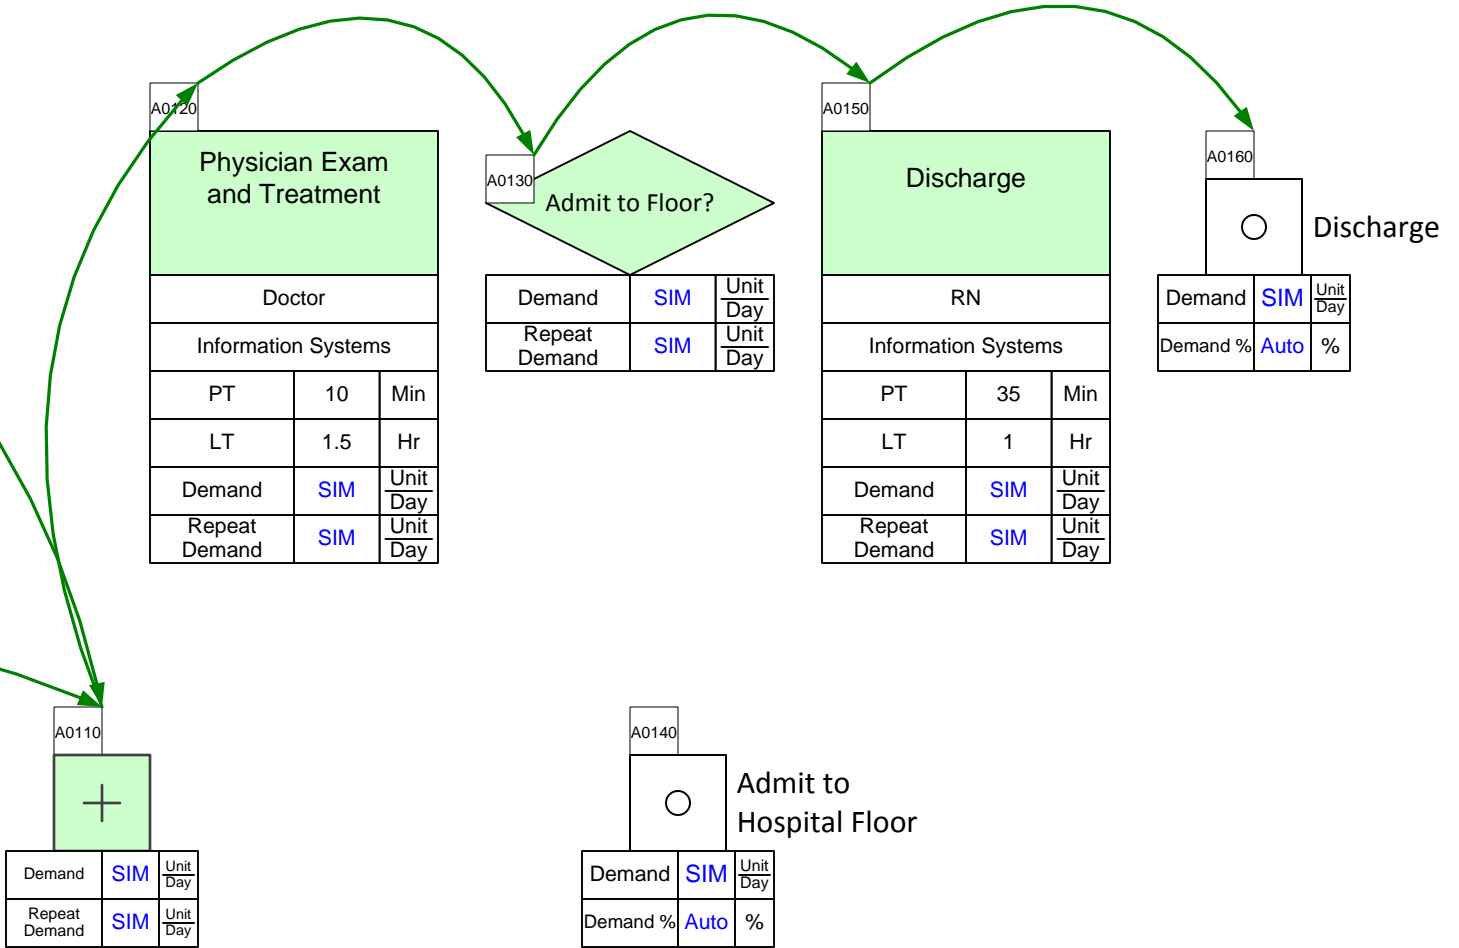 A0120
Physician Exam
and Treatment
Doctor
Information Systems
PT 10 Min
LT 1.5 Hr
Demand SIM Unit
Day
Repeat
Demand SIM Unit
Day
A0130
Admit to Floor?
Demand SIM Unit
Day
Repeat
Demand SIM Unit
Day
A0150
Discharge
RN
Information Systems
PT 35 Min
LT 1 Hr
Demand SIM Unit
Day
Repeat
Demand SIM Unit
Day
A0160
Discharge
Demand SIM Unit
Day
Demand % Auto %
A0110
Demand SIM Unit
Day
Repeat
Demand SIM Unit
Day
A0140
Admit to
Hospital Floor
Demand SIM Unit
Day
Demand % Auto %